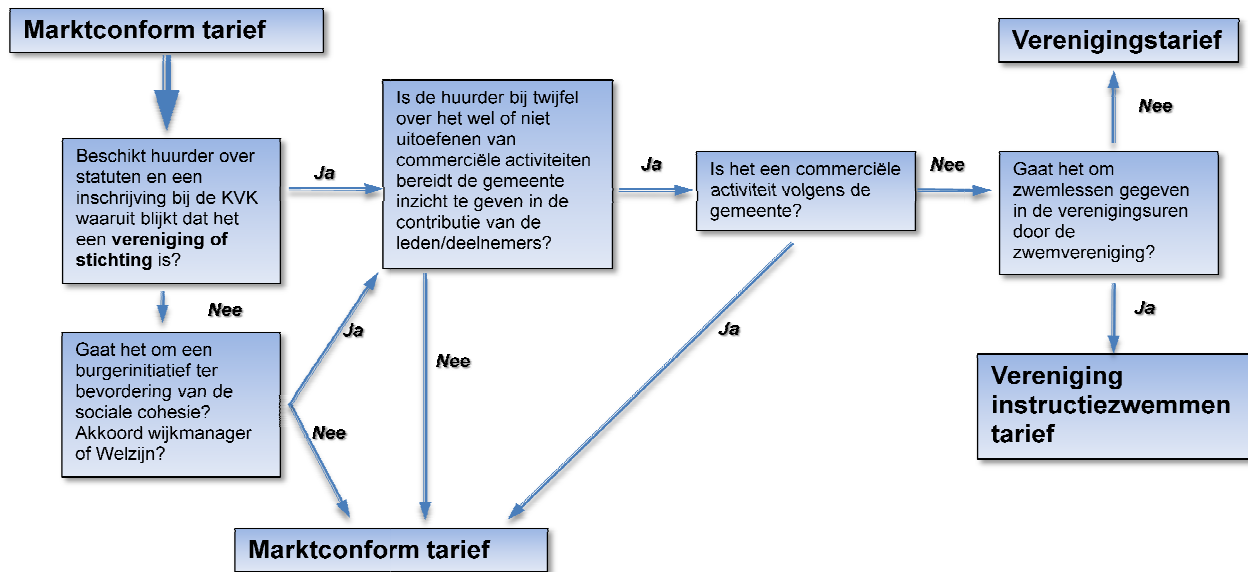 Marktconform tarief
Beschikt huurder over
statuten en een
inschrijving bij de KVK
waaruit blijkt dat het
een vereniging of
stichting is?
Ja
Nee
Gaat het om een
burgerinitiatief ter
bevordering van de
sociale cohesie?
Akkoord wijkmanager
of Welzijn?
Ja
Nee
Is de huurder bij twijfel
over het wel of niet
uitoefenen van
commerciële activiteiten
bereidt de gemeente
inzicht te geven in de
contributie van de
leden/deelnemers?
Ja
Nee
Is het een commerciële
activiteit volgens de
gemeente?
Nee
Ja
Gaat het om
zwemlessen gegeven
in de verenigingsuren
door de
zwemvereniging?
Nee
Verenigingstarief
Ja
Vereniging
instructiezwemmen
tarief
Marktconform tarief